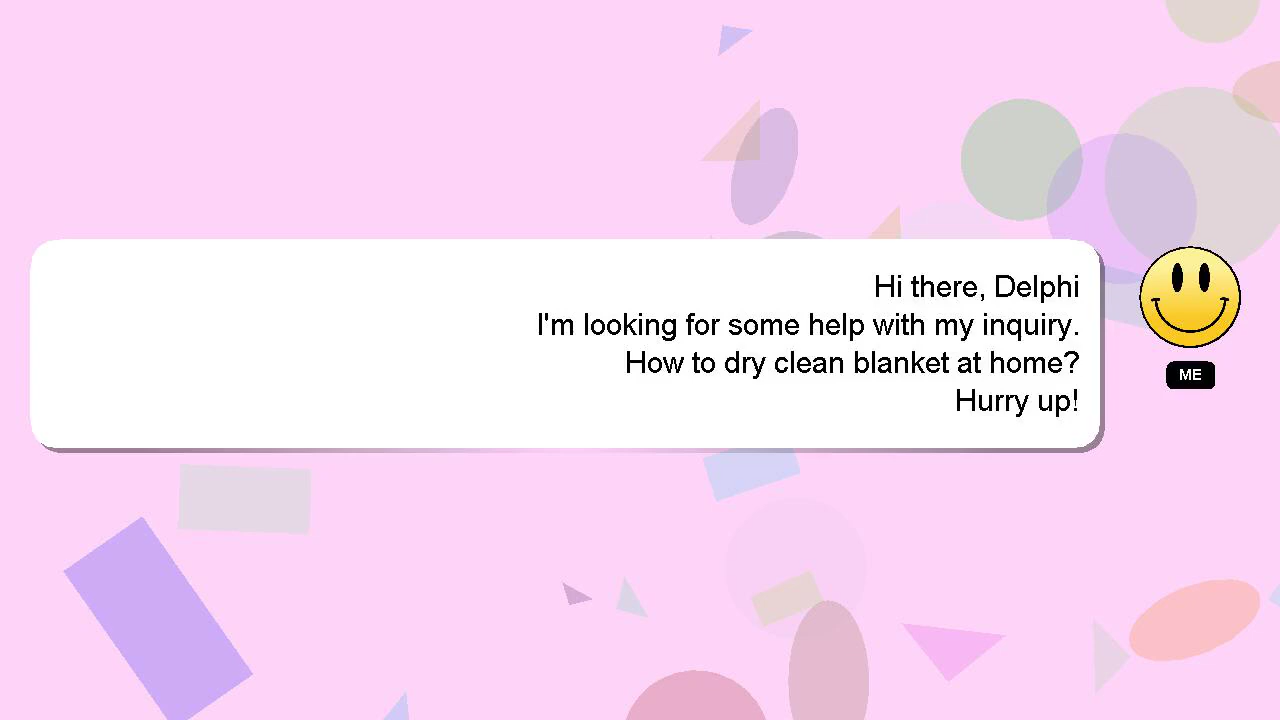 Hi there, Delphi
I'm looking for some help with my inquiry.
How to dry clean blanket at home?
Hurry up!
ME